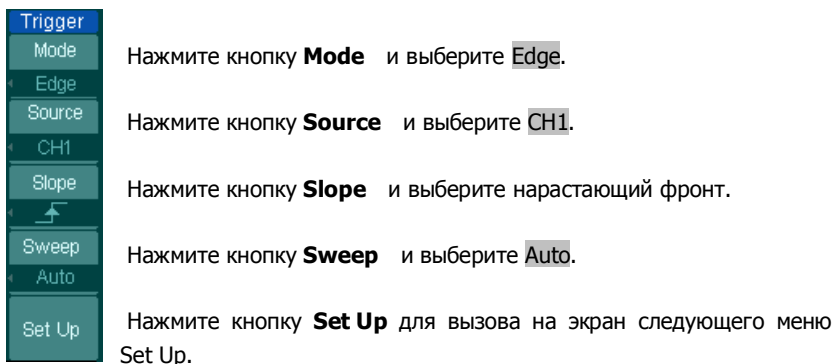 Trigger
Mode
Edge
Source
CH1
Slope
Sweep
Auto
Set Up
Нажмите кнопку Mode и выберите Edge.
Нажмите кнопку Source и выберите CH1.
Нажмите кнопку Slope и выберите нарастающий фронт.
Нажмите кнопку Sweep и выберите Auto.
Нажмите кнопку Set Up для вызова на экран следующего меню
Set Up.